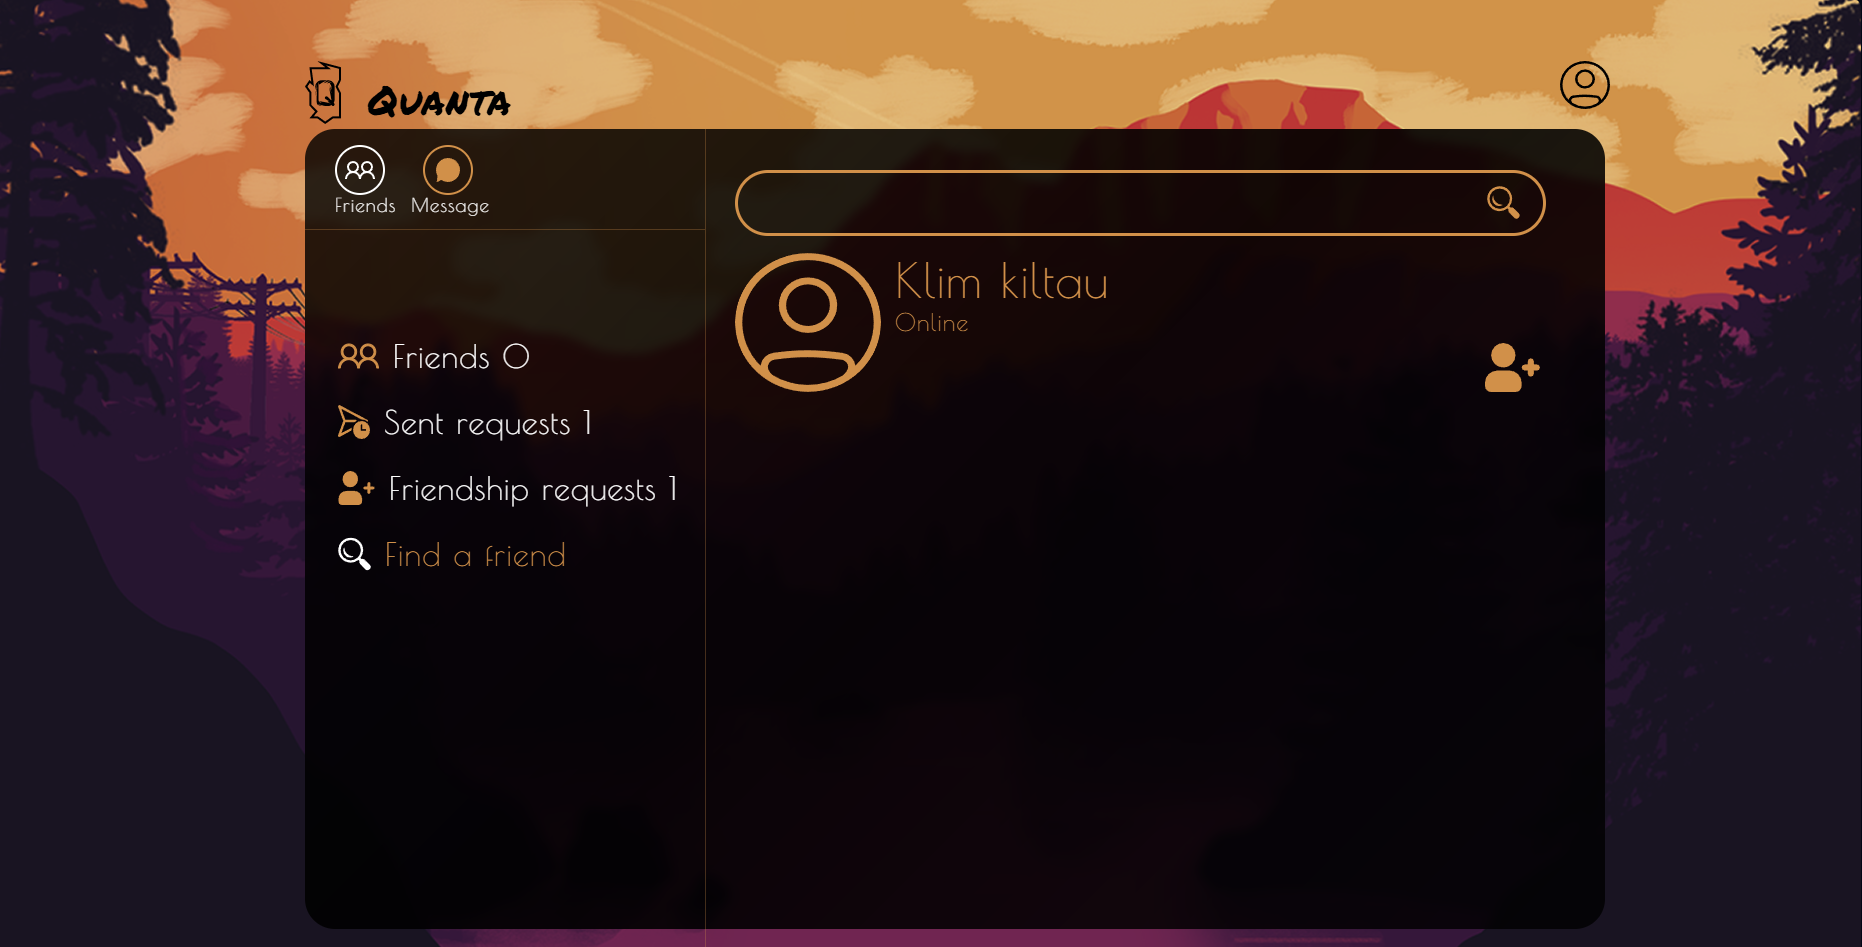 Quanta
Friends Message
Klim kiltau
Online
Friends 0
Sent requests 1
Friendship requests 1
Find a friend